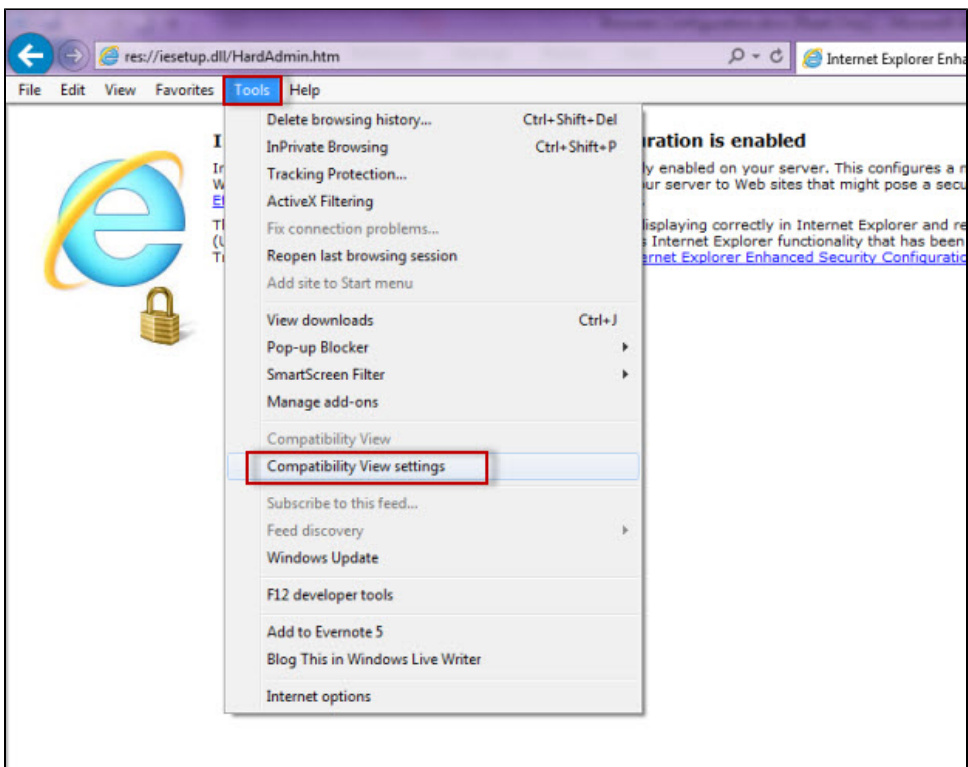 res://iesetup.dll/HardAdmin.htm
Internet Explorer Enha
File Edit View Favorites Tools Help
Delete browsing history... Ctrl+Shift+Del
InPrivate Browsing Ctrl+Shift+P
Tracking Protection...
ActiveX Filtering
Fix connection problems...
Reopen last browsing session
Add site to Start menu
View downloads Ctrl+J
Pop-up Blocker
SmartScreen Filter
Manage add-ons
Compatibility View
Compatibility View settings
Subscribe to this feed...
Feed discovery
Windows Update
F12 developer tools
Add to Evernote 5
Blog This in Windows Live Writer
Internet options
I
uration is enabled
In
ly enabled on your server. This configures a n
W
ur server to Web sites that might pose a secu
displaying correctly in Internet Explorer and re
s Internet Explorer functionality that has been
ernet Explorer Enhanced Security Configuratio